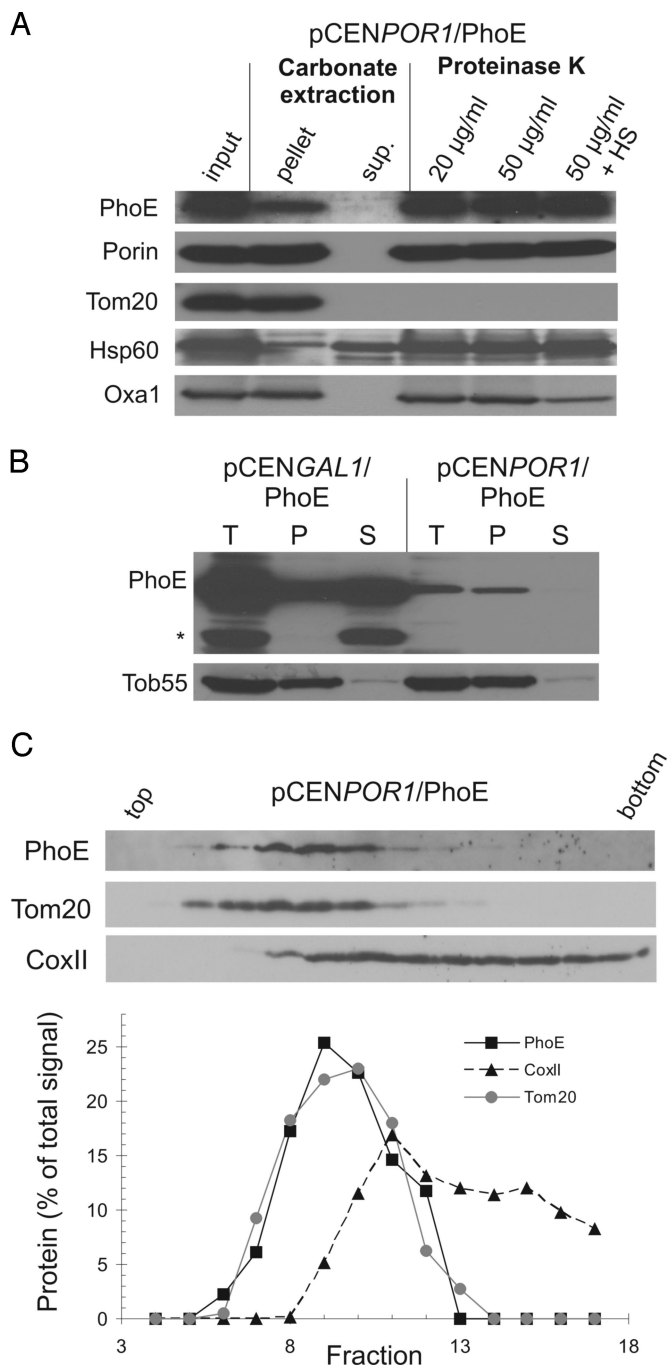 A
pCENPOR1/PhoE
Carbonate extraction
Proteinase K
input
pellet
sup.
20 µg/ml
50 µg/ml
50 µg/ml + HS
PhoE
Porin
Tom20
Hsp60
Oxa1
B
pCENGAL1/PhoE
pCENPOR1/PhoE
T P S T P S
PhoE
*
Tob55
C
top
pCENPOR1/PhoE
bottom
PhoE
Tom20
CoxII
Protein (% of total signal)
25
20
15
10
5
0
PhoE
CoxII
Tom20
3 8 13 18
Fraction